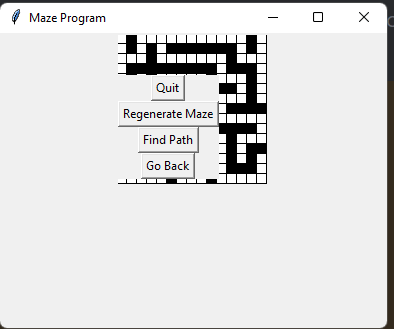 Maze Program
Quit
Regenerate Maze
Find Path
Go Back